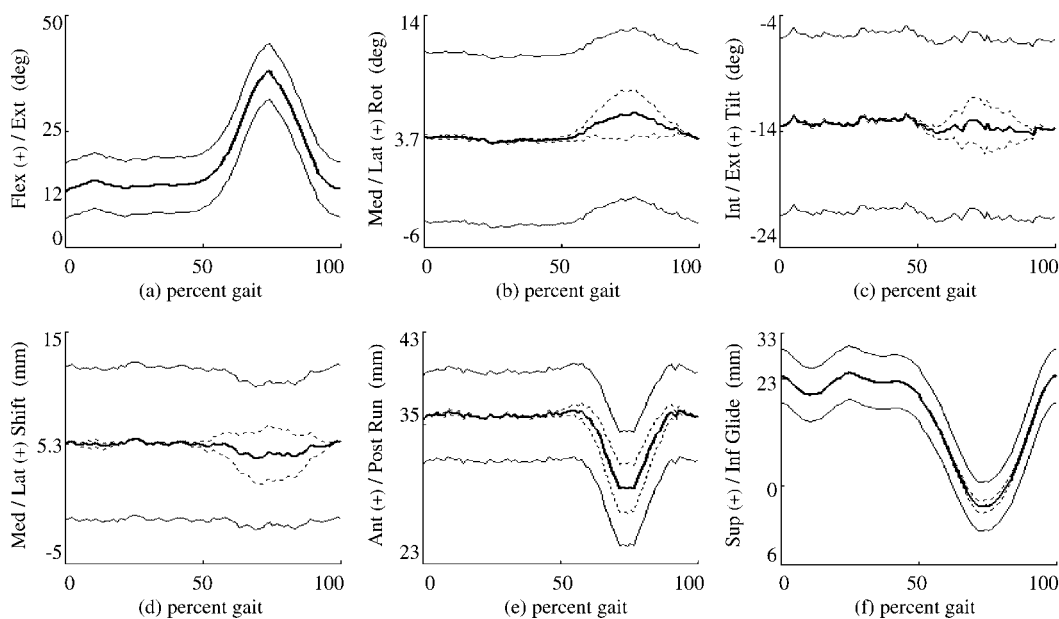 50
25
12
0
Flex (+) / Ext (deg)
0 50 100
(a) percent gait
14
3.7
-6
Med / Lat (+) Rot (deg)
0 50 100
(b) percent gait
-4
-14
-24
Int / Ext (+) Tilt (deg)
0 50 100
(c) percent gait
15
5.3
-5
Med / Lat (+) Shift (mm)
0 50 100
(d) percent gait
43
35
23
Ant (+) / Post Run (mm)
0 50 100
(e) percent gait
33
23
0
6
Sup (+) / Inf Glide (mm)
0 50 100
(f) percent gait